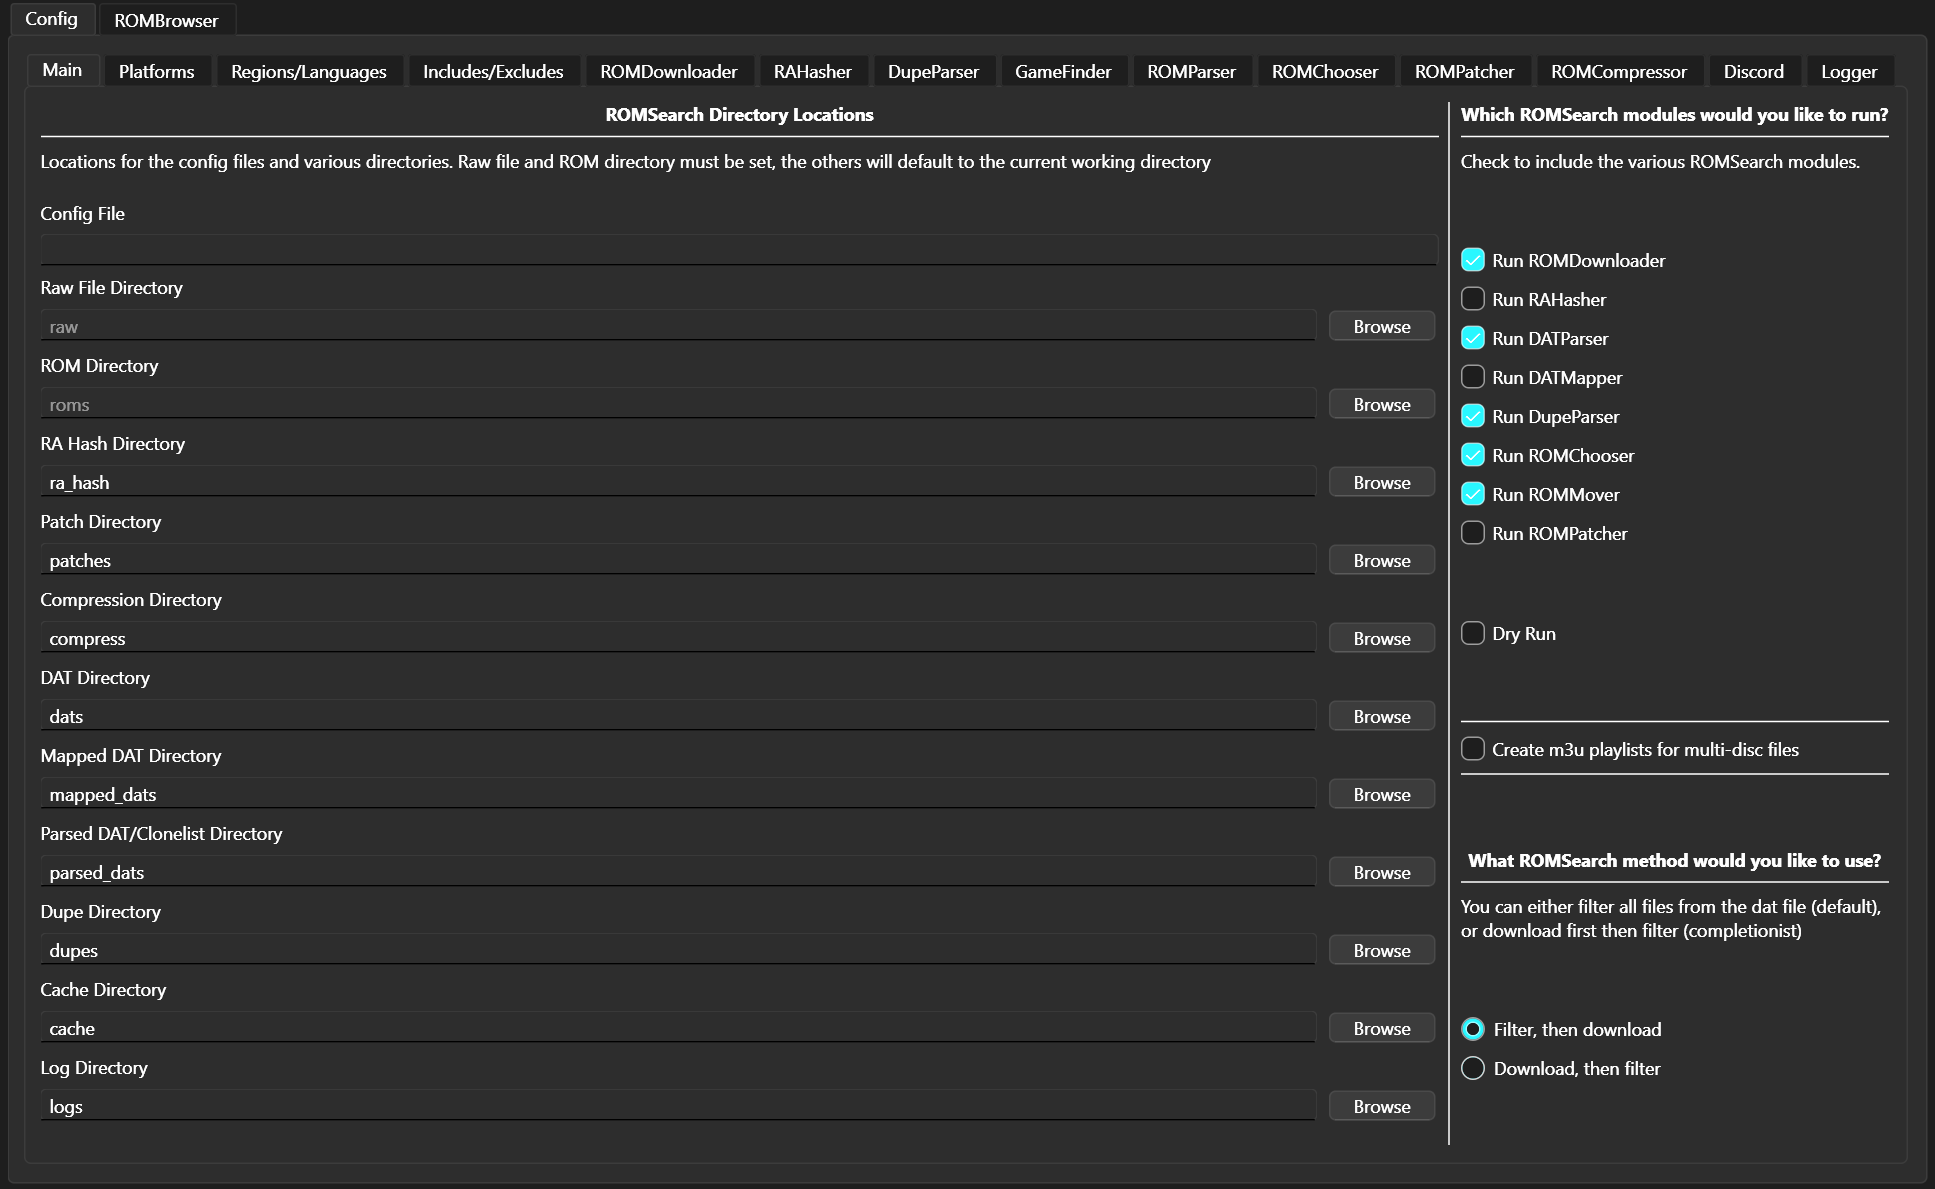 Config ROMBrowser
Main Platforms Regions/Languages Includes/Excludes ROMDownloader RAHasher DupeParser GameFinder ROMParser ROMChooser ROMPatcher ROMCompressor Discord Logger
ROMSearch Directory Locations
Locations for the config files and various directories. Raw file and ROM directory must be set, the others will default to the current working directory
Config File
Raw File Directory
raw Browse
ROM Directory
roms Browse
RA Hash Directory
ra_hash Browse
Patch Directory
patches Browse
Compression Directory
compress Browse
DAT Directory
dats Browse
Mapped DAT Directory
mapped_dats Browse
Parsed DAT/Clonelist Directory
parsed_dats Browse
Dupe Directory
dupes Browse
Cache Directory
cache Browse
Log Directory
logs Browse
Which ROMSearch modules would you like to run?
Check to include the various ROMSearch modules.
Run ROMDownloader
Run RAHasher
Run DATParser
Run DATMapper
Run DupeParser
Run ROMChooser
Run ROMMover
Run ROMPatcher
Dry Run
Create m3u playlists for multi-disc files
What ROMSearch method would you like to use?
You can either filter all files from the dat file (default),
or download first then filter (completionist)
Filter, then download
Download, then filter